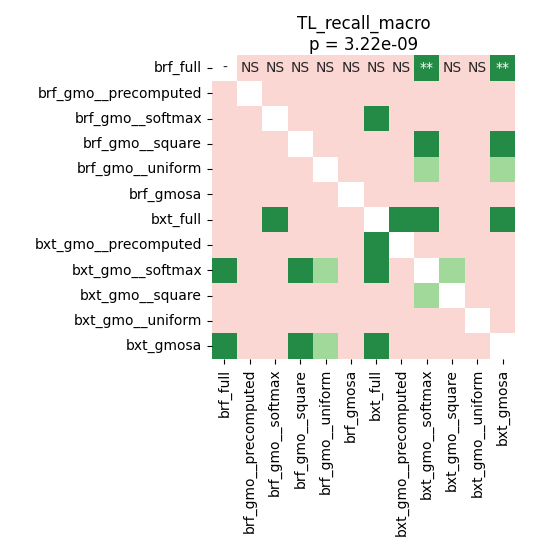 TL_recall_macro
p = 3.22e-09
brf_full - NS NS NS NS NS NS NS ** NS NS **
brf_gmo__precomputed
brf_gmo__softmax
brf_gmo__square
brf_gmo__uniform
brf_gmosa
bxt_full
bxt_gmo__precomputed
bxt_gmo__softmax
bxt_gmo__square
bxt_gmo__uniform
bxt_gmosa
brf_full
brf_gmo__precomputed
brf_gmo__softmax
brf_gmo__square
brf_gmo__uniform
brf_gmosa
bxt_full
bxt_gmo__precomputed
bxt_gmo__softmax
bxt_gmo__square
bxt_gmo__uniform
bxt_gmosa